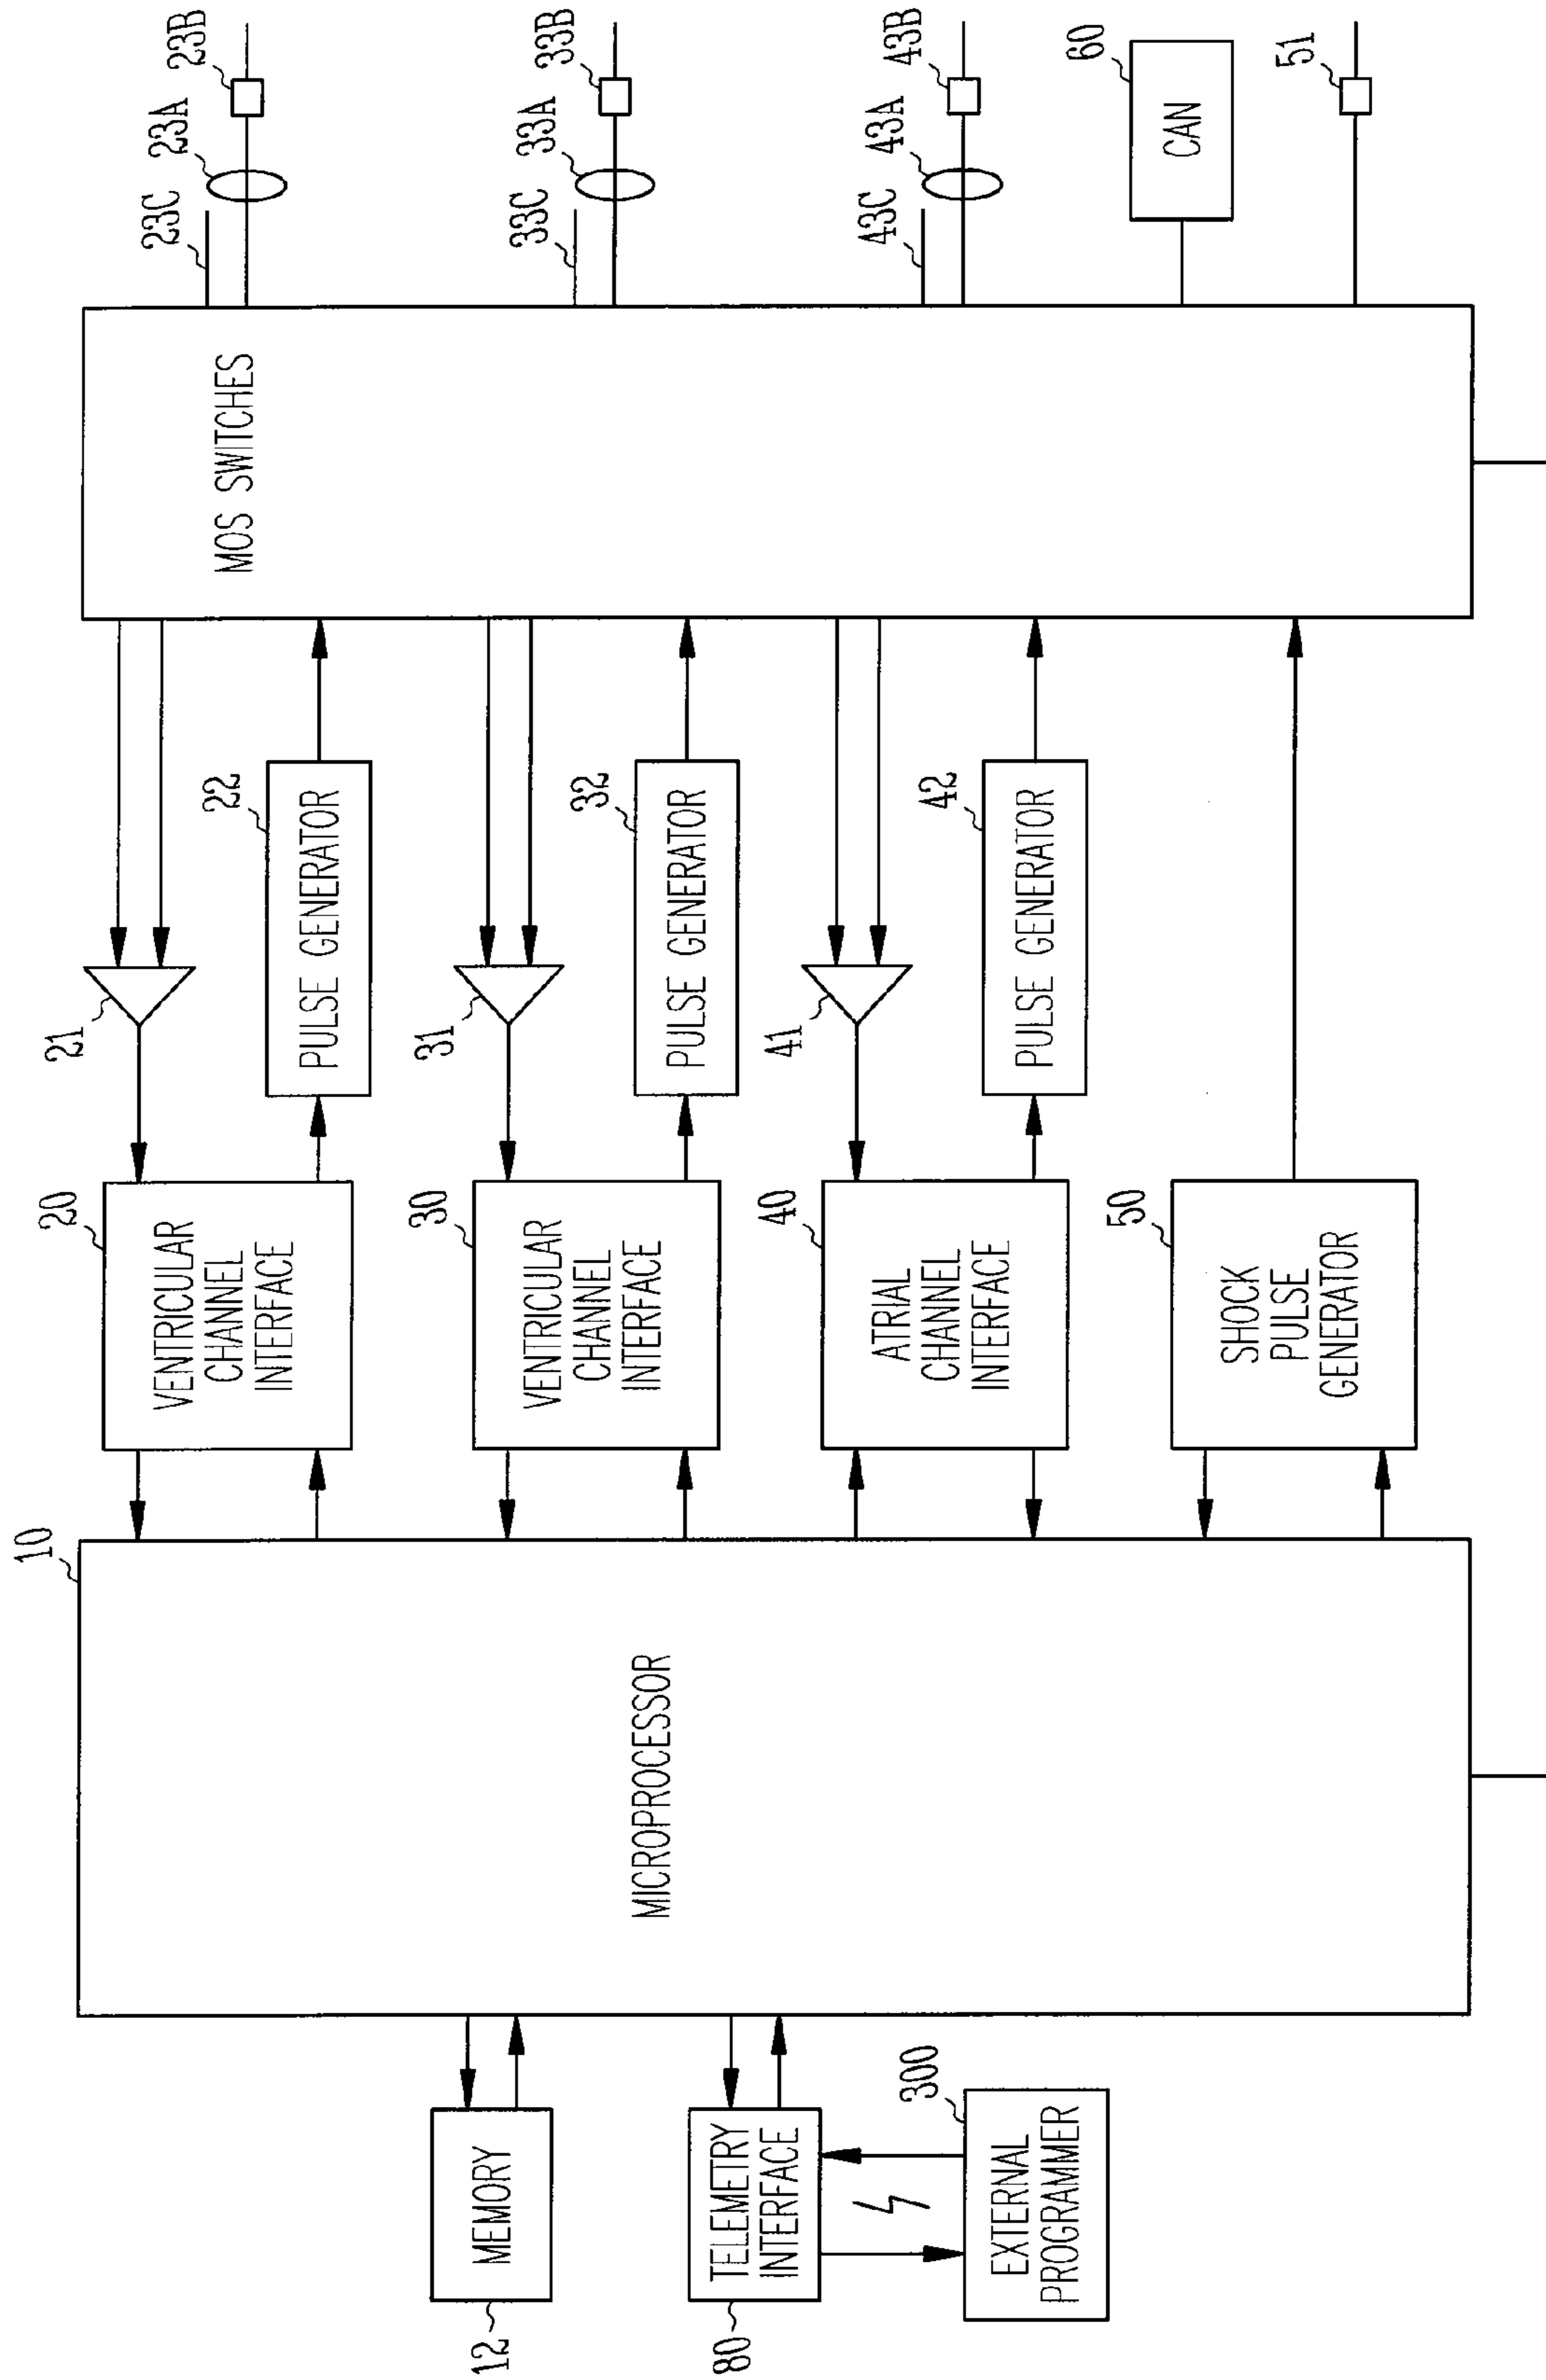 23C
23A
23B
33C
33A
33B
43C
43A
43B
60
CAN
51
MOS SWITCHES
21
22
PULSE GENERATOR
31
32
PULSE GENERATOR
41
42
PULSE GENERATOR
20
VENTRICULAR
CHANNEL
INTERFACE
30
VENTRICULAR
CHANNEL
INTERFACE
40
ATRIAL
CHANNEL
INTERFACE
50
SHOCK
PULSE
GENERATOR
10
MICROPROCESSOR
MEMORY
12
TELEMETRY
INTERFACE
80
300
EXTERNAL
PROGRAMMER